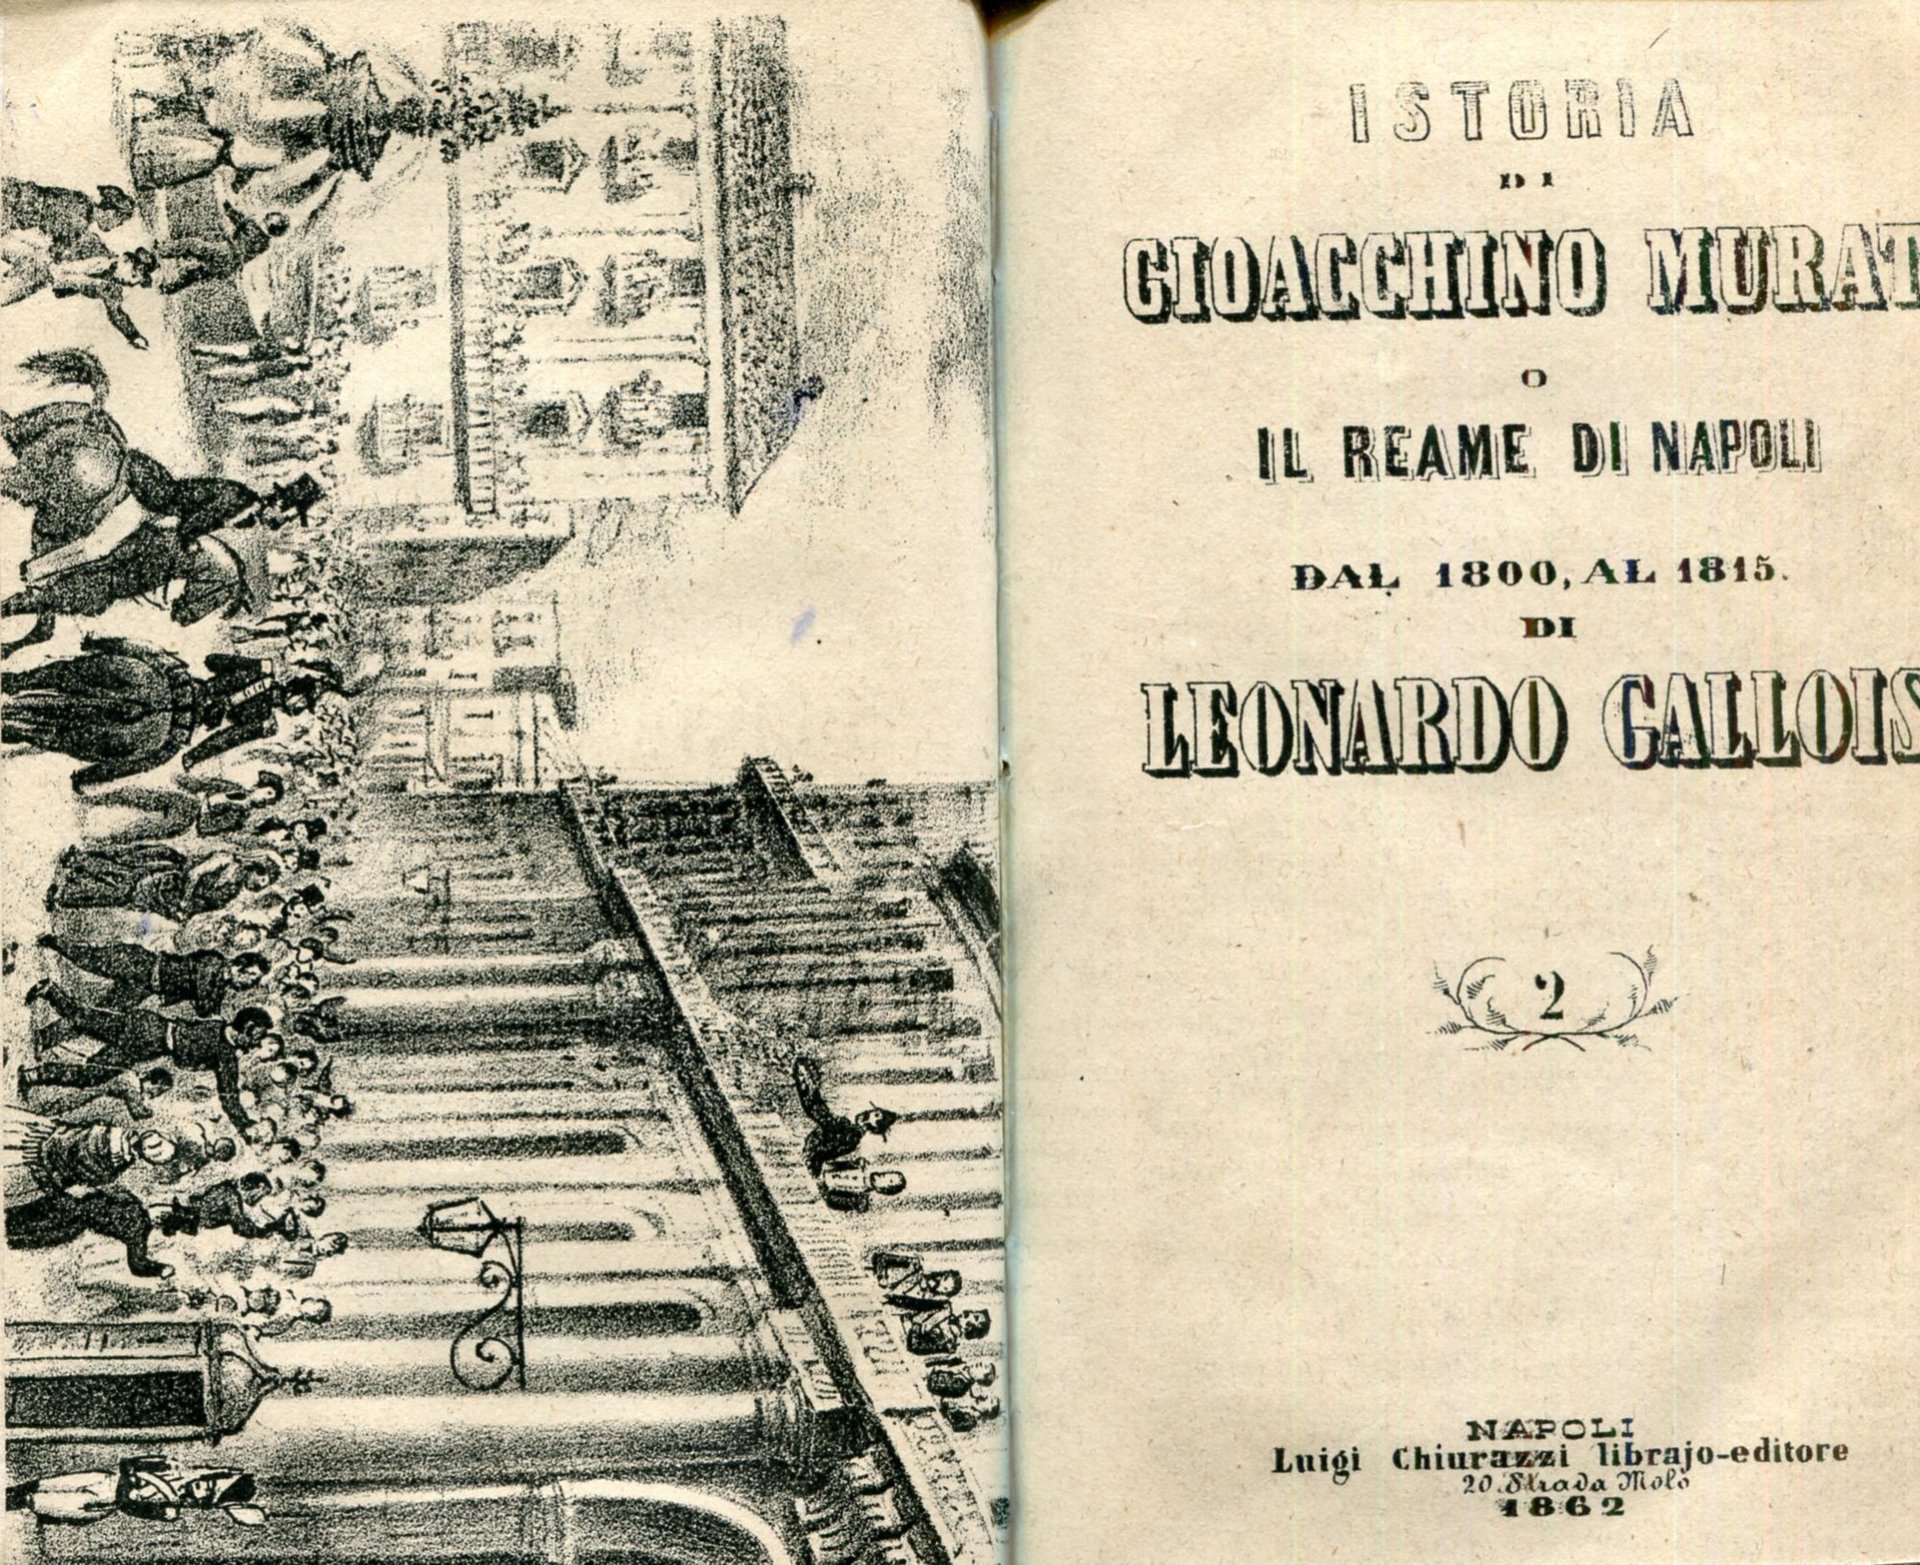 ISTORIA
DI
GIOACCHINO MURAT
O
IL REAME DI NAPOLI
DAL 1800, AL 1815.
DI
LEONARDO GALLOIS
2
NAPOLI
Luigi Chiurazzi librajo-editore
20. Strada Molo
1862